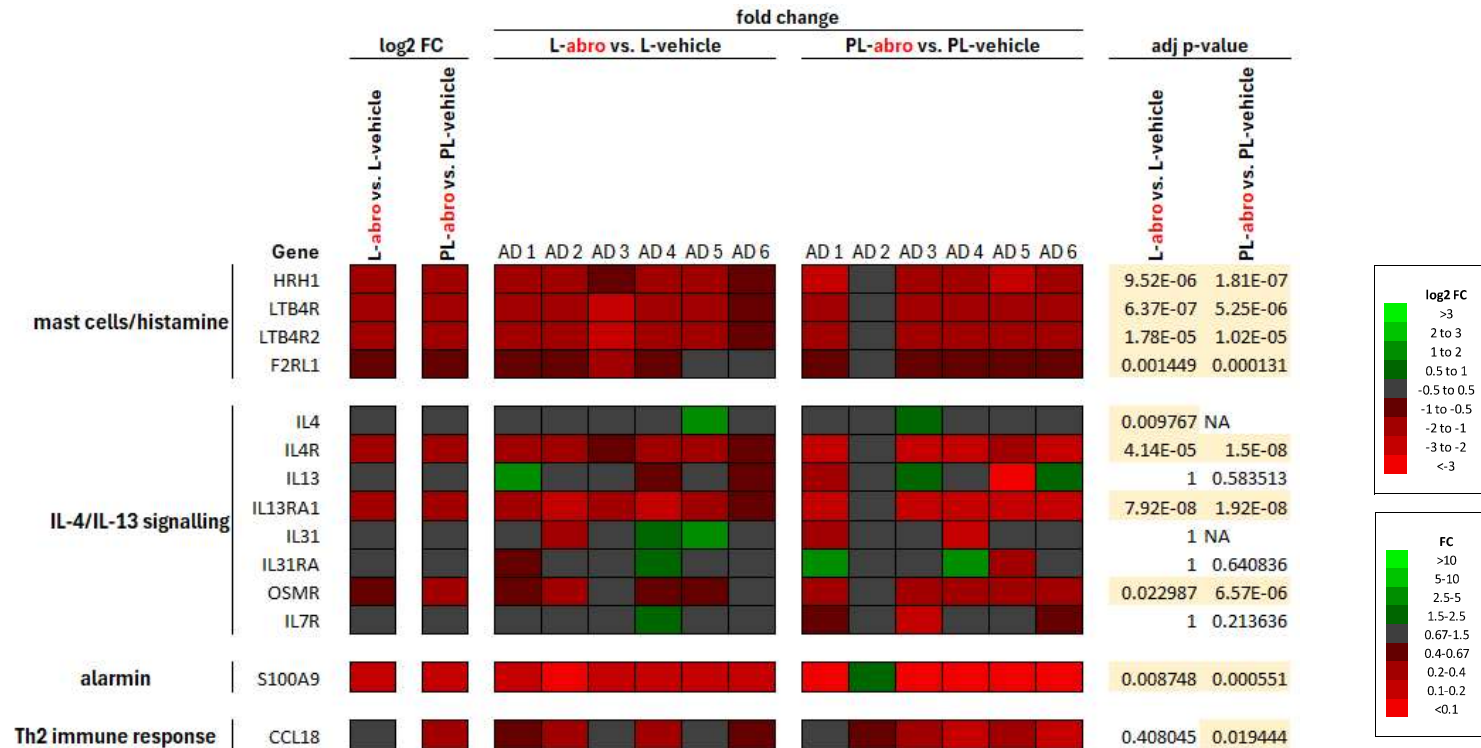 fold change
log2 FC
L-abro vs. L-vehicle
PL-abro vs. PL-vehicle
adj p-value
L-abro vs. L-vehicle
PL-abro vs. PL-vehicle
L-abro vs. L-vehicle
PL-abro vs. PL-vehicle
Gene AD 1 AD 2 AD 3 AD 4 AD 5 AD 6 AD 1 AD 2 AD 3 AD 4 AD 5 AD 6
mast cells/histamine
HRH1 9.52E-06 1.81E-07
LTB4R 6.37E-07 5.25E-06
LTB4R2 1.78E-05 1.02E-05
F2RL1 0.001449 0.000131
IL-4/IL-13 signalling
IL4 0.009767 NA
IL4R 4.14E-05 1.5E-08
IL13 1 0.583513
IL13RA1 7.92E-08 1.92E-08
IL31 1 NA
IL31RA 1 0.640836
OSMR 0.022987 6.57E-06
IL7R 1 0.213636
alarmin S100A9 0.008748 0.000551
Th2 immune response CCL18 0.408045 0.019444
log2 FC
>3
2 to 3
1 to 2
0.5 to 1
-0.5 to 0.5
-1 to -0.5
-2 to -1
-3 to -2
<-3
FC
>10
5-10
2.5-5
1.5-2.5
0.67-1.5
0.4-0.67
0.2-0.4
0.1-0.2
<0.1